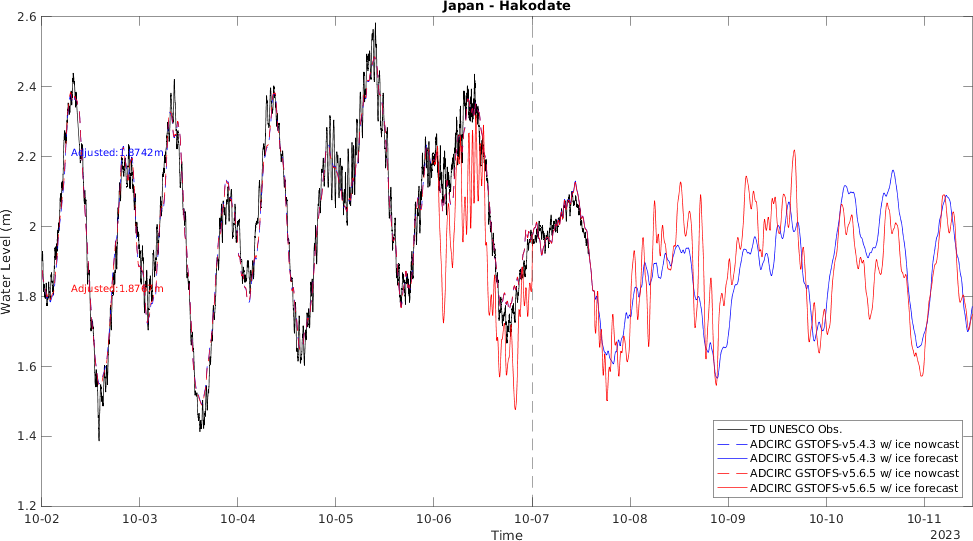 Japan - Hakodate
2.6
2.4
2.2
2
1.8
1.6
1.4
1.2
Water Level (m)
Adjusted:1.8742m
TD UNESCO Obs.
ADCIRC GSTOFS-v5.4.3 w/ ice nowcast
ADCIRC GSTOFS-v5.4.3 w/ ice forecast
ADCIRC GSTOFS-v5.6.5 w/ ice nowcast
ADCIRC GSTOFS-v5.6.5 w/ ice forecast
10-02 10-03 10-04 10-05 10-06 10-07 10-08 10-09 10-10 10-11
Time
2023